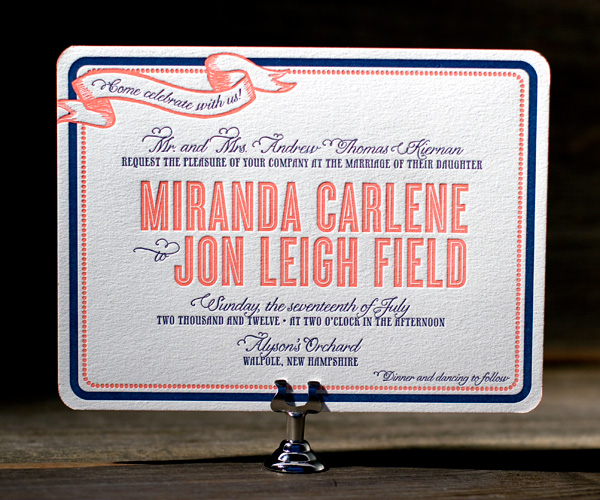 Come celebrate with us!
Mr. and Mrs. Andrew Thomas Kiernan
REQUEST THE PLEASURE OF YOUR COMPANY AT THE MARRIAGE OF THEIR DAUGHTER
MIRANDA CARLENE
to JON LEIGH FIELD
Sunday, the seventeenth of July
TWO THOUSAND AND TWELVE • AT TWO O'CLOCK IN THE AFTERNOON
Alyson's Orchard
WALPOLE, NEW HAMPSHIRE
Dinner and dancing to follow